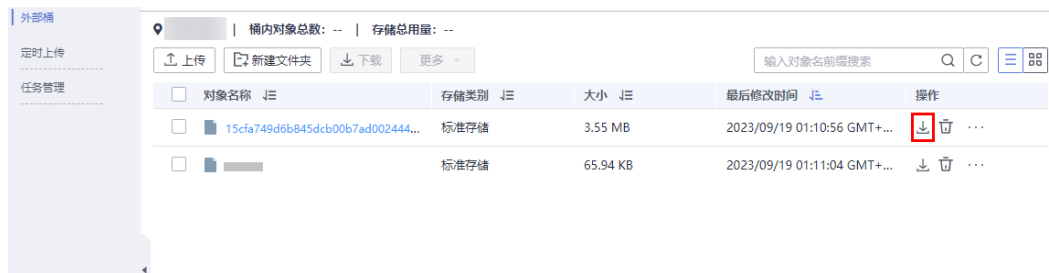 外部桶
定时上传
任务管理
| 桶内对象总数: -- | 存储总用量: --
上传 新建文件夹 下载 更多 输入对象名前缀搜索
对象名称 存储类别 大小 最后修改时间 操作
15cfa749d6b845dcb00b7ad002444... 标准存储 3.55 MB 2023/09/19 01:10:56 GMT+... ...
标准存储 65.94 KB 2023/09/19 01:11:04 GMT+... ...